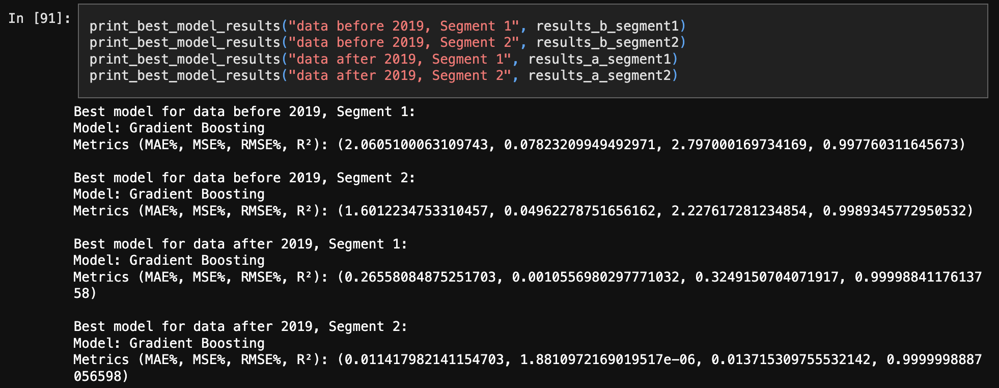 In [91]:
print_best_model_results("data before 2019, Segment 1", results_b_segment1)
print_best_model_results("data before 2019, Segment 2", results_b_segment2)
print_best_model_results("data after 2019, Segment 1", results_a_segment1)
print_best_model_results("data after 2019, Segment 2", results_a_segment2)
Best model for data before 2019, Segment 1:
Model: Gradient Boosting
Metrics (MAE%, MSE%, RMSE%, R²): (2.0605100063109743, 0.07823209949492971, 2.797000169734169, 0.997760311645673)
Best model for data before 2019, Segment 2:
Model: Gradient Boosting
Metrics (MAE%, MSE%, RMSE%, R²): (1.6012234753310457, 0.04962278751656162, 2.227617281234854, 0.9989345772950532)
Best model for data after 2019, Segment 1:
Model: Gradient Boosting
Metrics (MAE%, MSE%, RMSE%, R²): (0.26558084875251703, 0.0010556980297771032, 0.3249150704071917, 0.99998841176137
58)
Best model for data after 2019, Segment 2:
Model: Gradient Boosting
Metrics (MAE%, MSE%, RMSE%, R²): (0.011417982141154703, 1.8810972169019517e-06, 0.013715309755532142, 0.9999998887
056598)